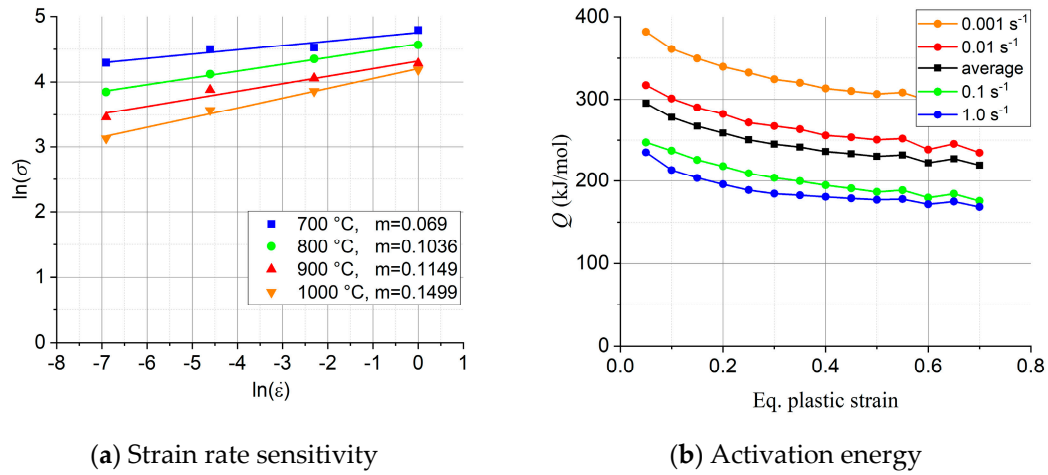 5
4
3
2
1
0
ln(σ)
700 °C, m=0.069
800 °C, m=0.1036
900 °C, m=0.1149
1000 °C, m=0.1499
-8 -7 -6 -5 -4 -3 -2 -1 0 1
ln(ε̇)
(a) Strain rate sensitivity
400
300
200
100
0
Q (kJ/mol)
0.001 s⁻¹
0.01 s⁻¹
average
0.1 s⁻¹
1.0 s⁻¹
0.0 0.2 0.4 0.6 0.8
Eq. plastic strain
(b) Activation energy